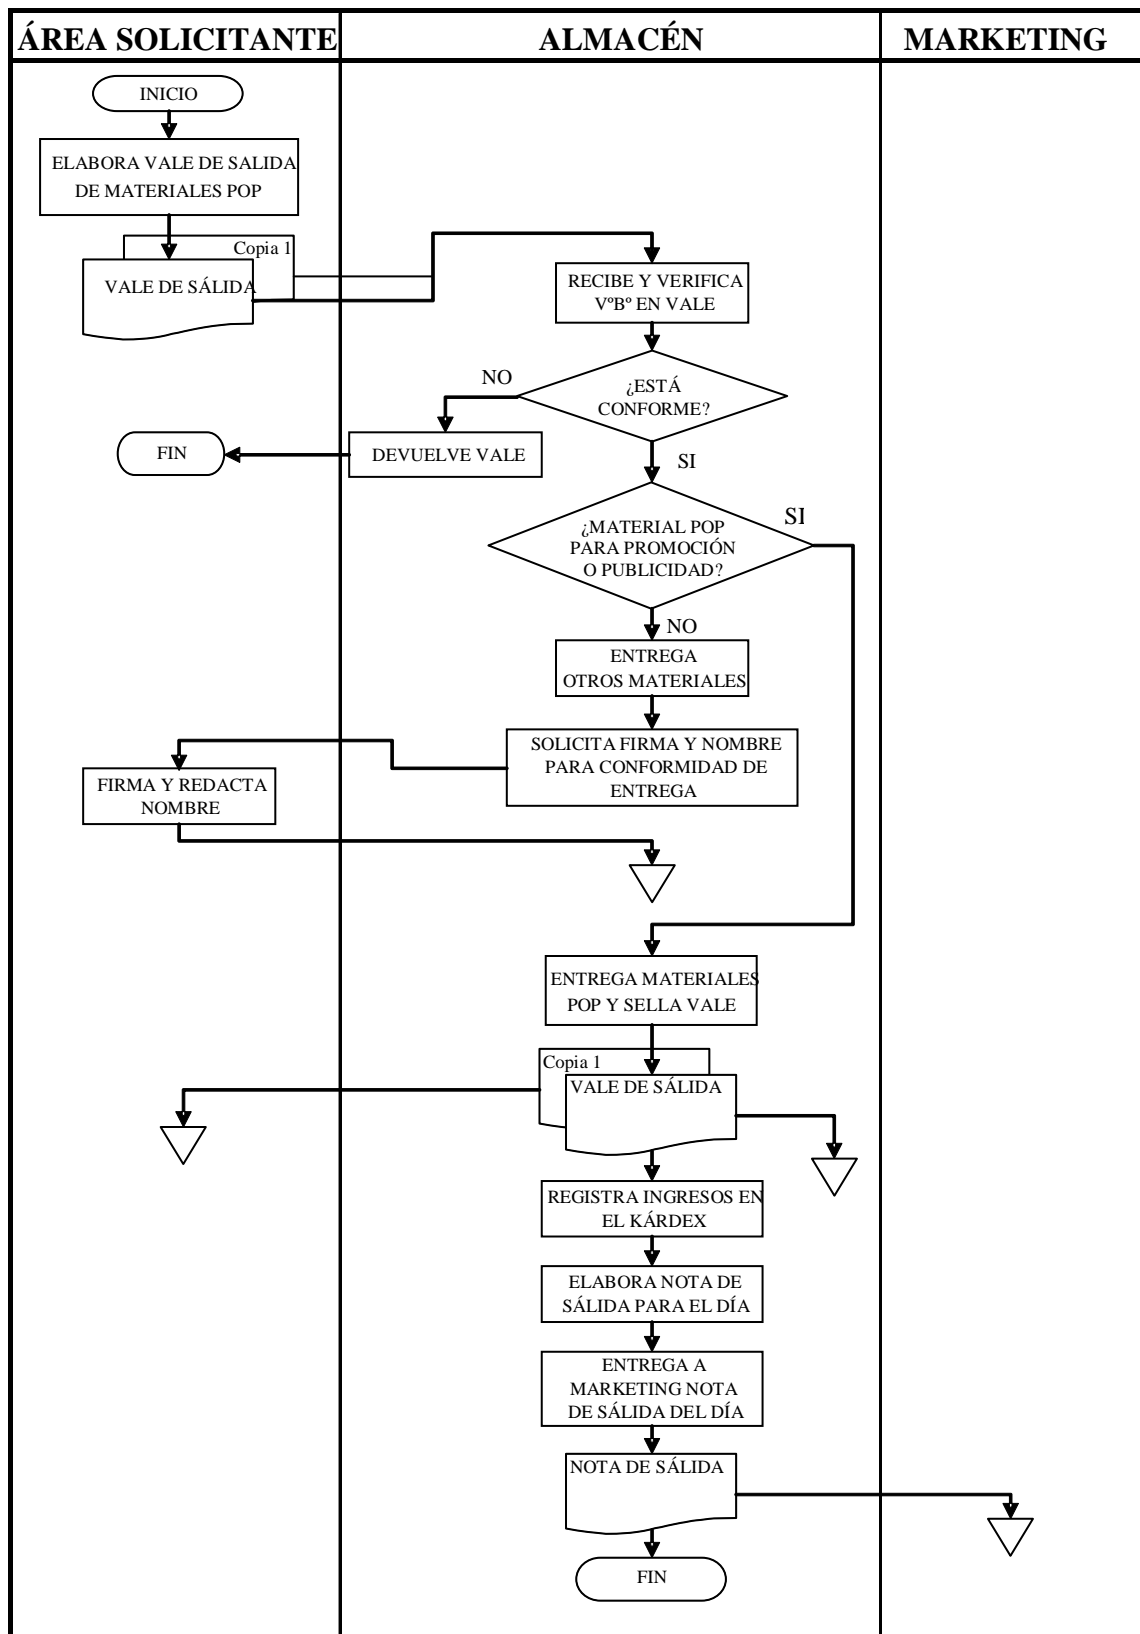 ÁREA SOLICITANTE
ALMACÉN
MARKETING
INICIO
ELABORA VALE DE SALIDA
DE MATERIALES POP
Copia 1
VALE DE SÁLIDA
RECIBE Y VERIFICA
VºBº EN VALE
¿ESTÁ
CONFORME?
NO
DEVUELVE VALE
FIN
SI
¿MATERIAL POP
PARA PROMOCIÓN
O PUBLICIDAD?
SI
NO
ENTREGA
OTROS MATERIALES
SOLICITA FIRMA Y NOMBRE
PARA CONFORMIDAD DE
ENTREGA
FIRMA Y REDACTA
NOMBRE
ENTREGA MATERIALES
POP Y SELLA VALE
Copia 1
VALE DE SÁLIDA
REGISTRA INGRESOS EN
EL KÁRDEX
ELABORA NOTA DE
SÁLIDA PARA EL DÍA
ENTREGA A
MARKETING NOTA
DE SÁLIDA DEL DÍA
NOTA DE SÁLIDA
FIN